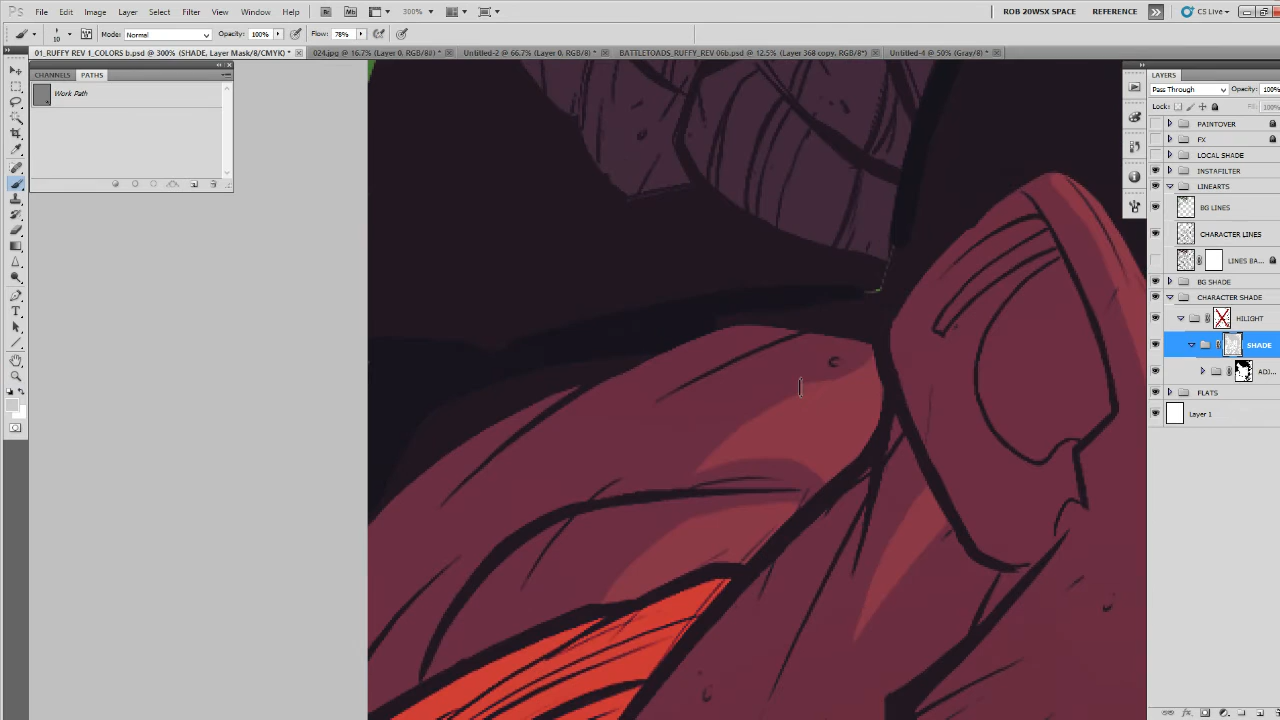 Ps File Edit Image Layer Select Filter View Window Help Br Mb 300% ROB 20WSX SPACE REFERENCE CS Live
10 Mode: Normal Opacity: 100% Flow: 78%
01_RUFFY REV 1_COLORS b.psd @ 300% (SHADE, Layer Mask/8/CMYK) * 024.jpg @ 16.7% (Layer 0, RGB/8#) * Untitled-2 @ 66.7% (Layer 0, RGB/8) * BATTLETOADS_RUFFY_REV 06b.psd @ 12.5% (Layer 368 copy, RGB/8*) Untitled-4 @ 50% (Gray/8) *
CHANNELS PATHS
Work Path
LAYERS
Pass Through Opacity: 100%
Lock:
PAINTOVER
FX
LOCAL SHADE
INSTAFILTER
LINEARTS
BG LINES
CHARACTER LINES
LINES BA...
BG SHADE
CHARACTER SHADE
HILIGHT
SHADE
ADJ...
FLATS
Layer 1